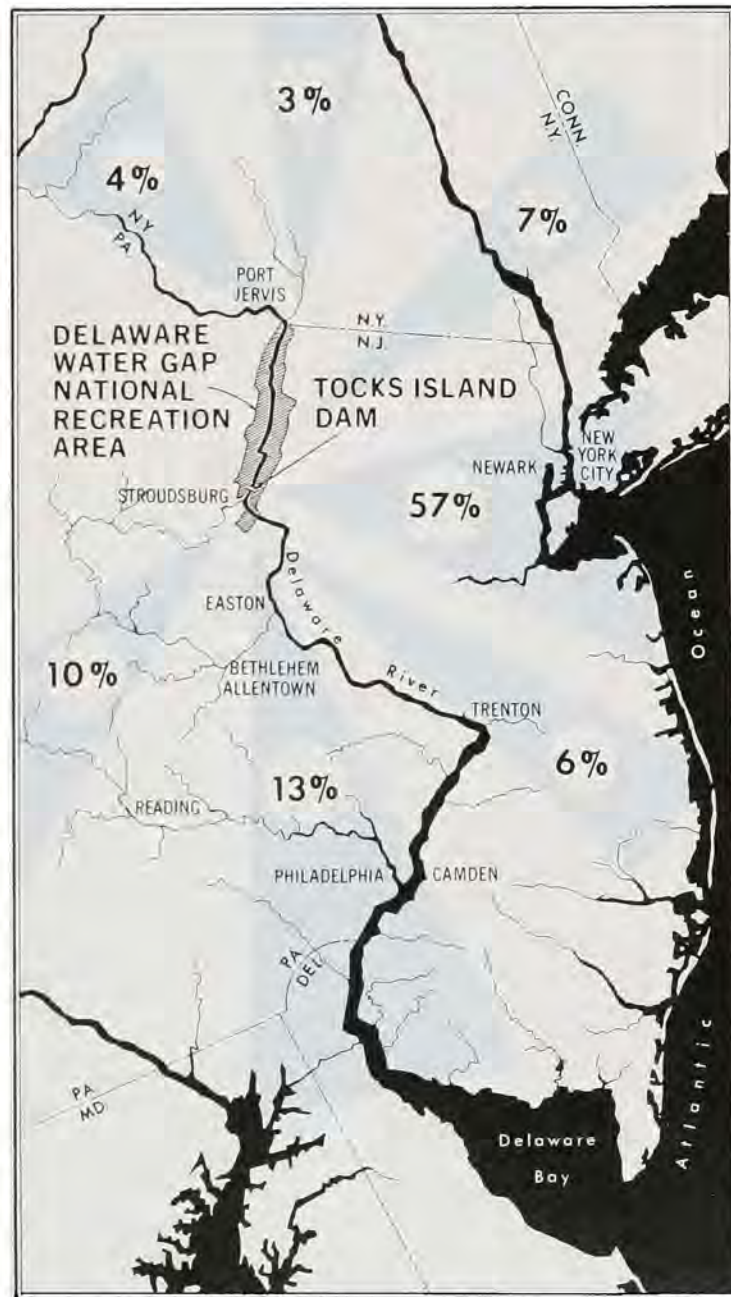 3%
CONN.
N.Y.
4%
7%
N.Y.
PA
PORT
JERVIS
N.Y.
N.J.
DELAWARE
WATER GAP
NATIONAL
RECREATION
AREA
TOCKS ISLAND
DAM
NEW
YORK
CITY
NEWARK
STROUDSBURG
57%
Delaware
River
EASTON
10%
BETHLEHEM
ALLENTOWN
TRENTON
6%
13%
READING
PHILADELPHIA
CAMDEN
PA
DEL.
PA
MD.
Delaware
Bay
Atlantic
Ocean